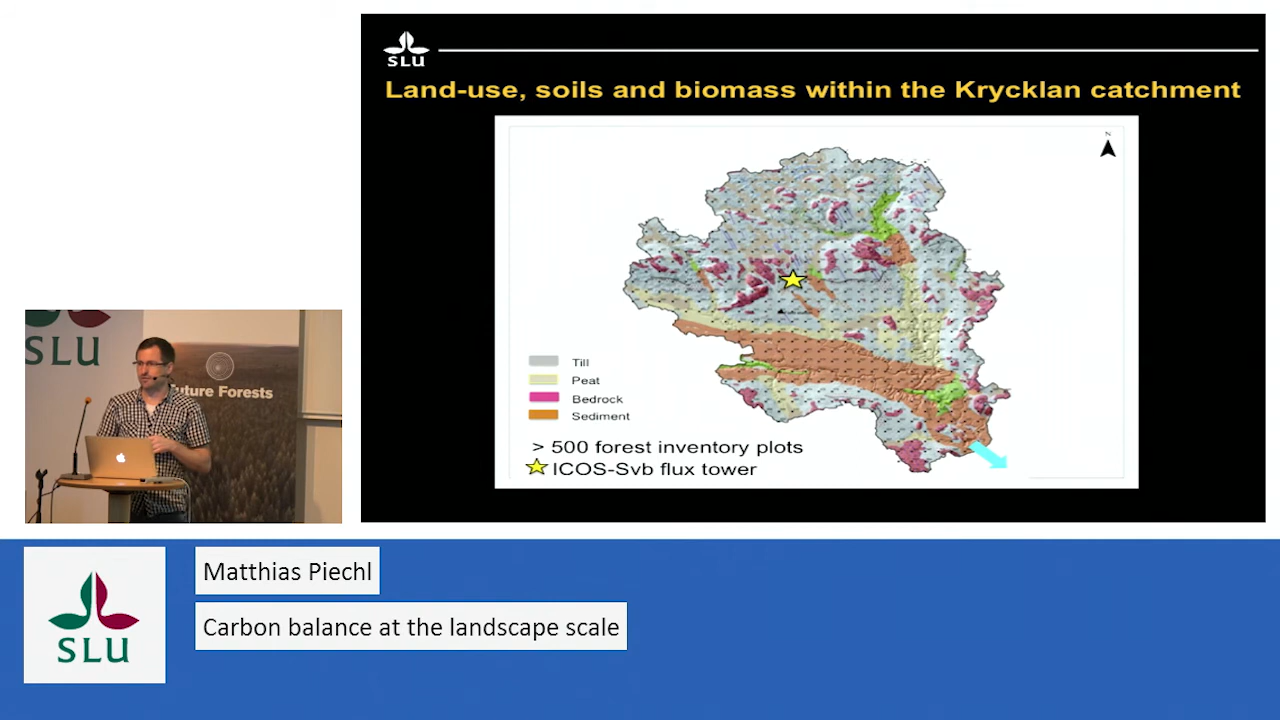 SLU
Land-use, soils and biomass within the Krycklan catchment
N
Till
Peat
Bedrock
Sediment
> 500 forest inventory plots
ICOS-Svb flux tower
SLU
Future Forests
SLU
Matthias Piechl
Carbon balance at the landscape scale